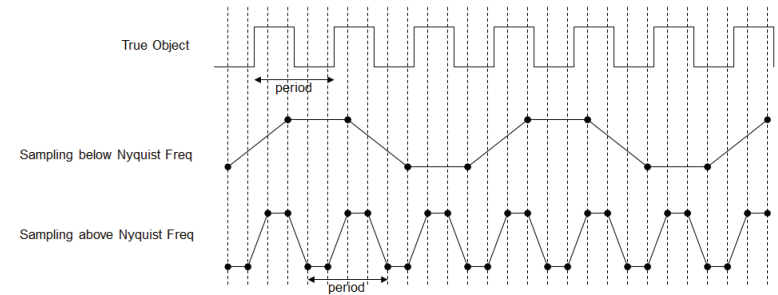 True Object
period
Sampling below Nyquist Freq
Sampling above Nyquist Freq
period